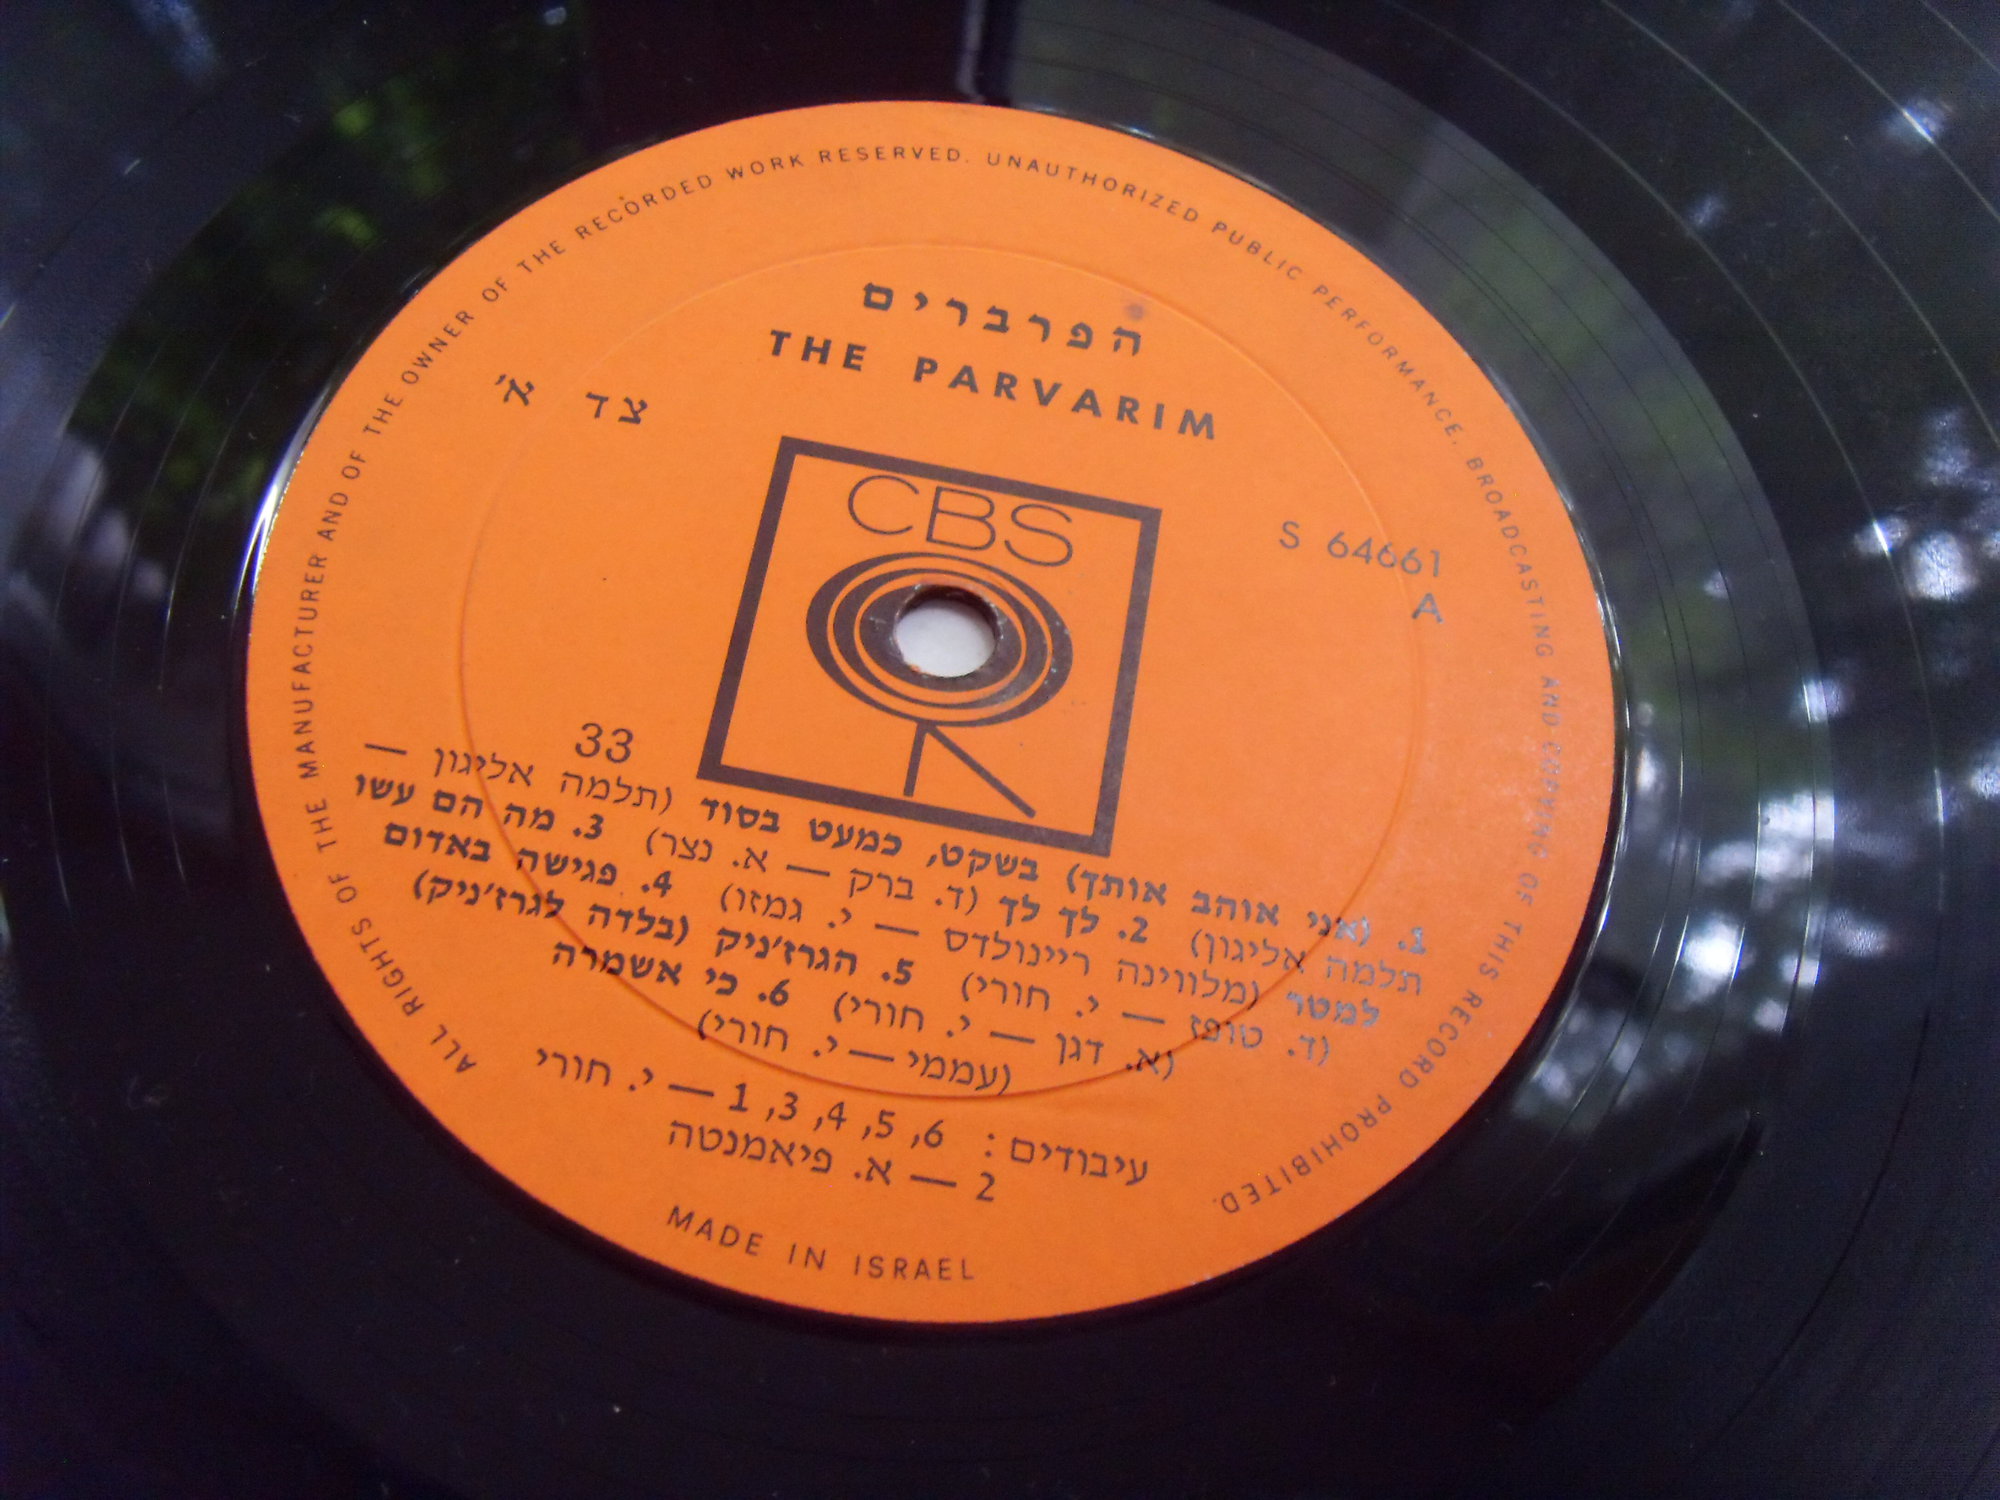 ALL RIGHTS OF THE MANUFACTURER AND OF THE OWNER OF THE RECORDED WORK RESERVED. UNAUTHORIZED PUBLIC PERFORMANCE, BROADCASTING AND COPYING OF THIS RECORD PROHIBITED.
הפרברים
THE PARVARIM
צד א׳
CBS
S 64661
A
33
1. (אני אוהב אותך) בשקט, כמעט בסוד (תלמה אליגון —
תלמה אליגון) 2. לך לך (ד. ברק — א. נצר) 3. מה הם עשו
למטר (מלווינה ריינולדס — י. גמזו) 4. פגישה באדום
(ד. טופז — י. חורי) 5. הגרז׳ניק (בלדה לגרז׳ניק)
(א. דגן — י. חורי) 6. כי אשמרה
(עממי — י. חורי)
עיבודים: 6, 5, 4, 3, 1 — י. חורי
2 — א. פיאמנטה
MADE IN ISRAEL